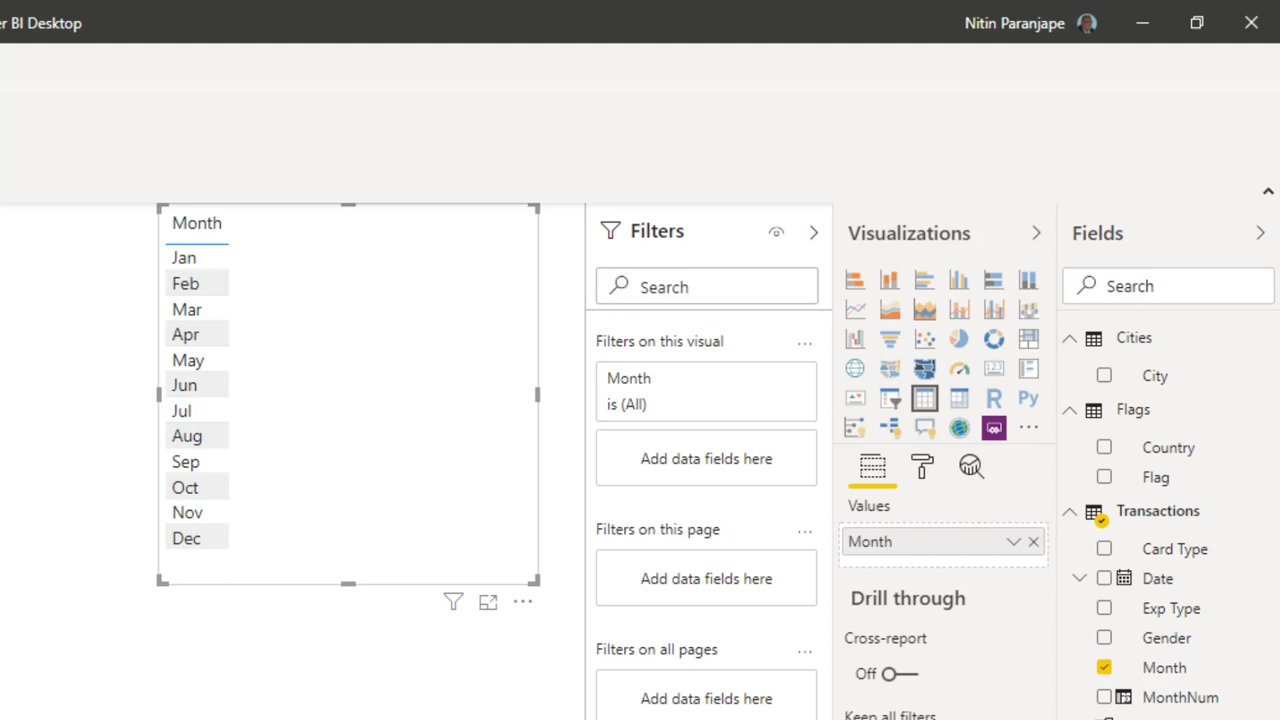 er BI Desktop
Nitin Paranjape
Month
Jan
Feb
Mar
Apr
May
Jun
Jul
Aug
Sep
Oct
Nov
Dec
Filters
Search
Filters on this visual
...
Month
is (All)
Add data fields here
Filters on this page
...
Add data fields here
Filters on all pages
...
Add data fields here
Visualizations
123
R
Py
...
Values
Month
Drill through
Cross-report
Off
Keep all filters
Fields
Search
Cities
City
Flags
Country
Flag
Transactions
Card Type
Date
Exp Type
Gender
Month
MonthNum